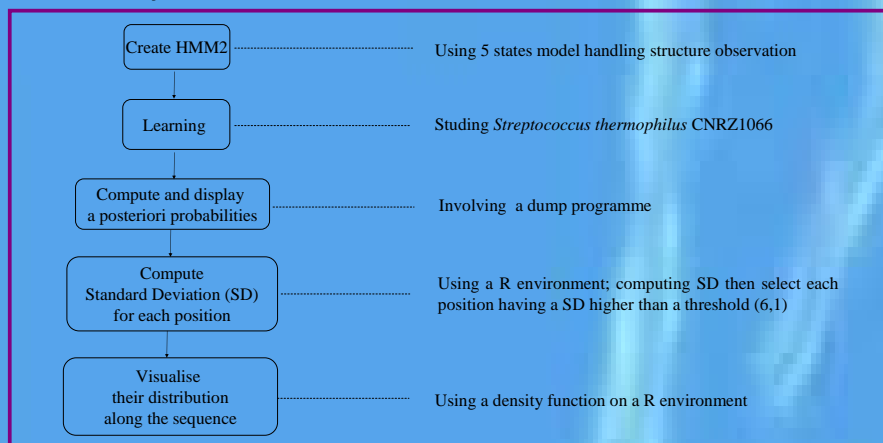 Create HMM2
Using 5 states model handling structure observation
Learning
Studing Streptococcus thermophilus CNRZ1066
Compute and display
a posteriori probabilities
Involving a dump programme
Compute
Standard Deviation (SD)
for each position
Using a R environment; computing SD then select each
position having a SD higher than a threshold (6,1)
Visualise
their distribution
along the sequence
Using a density function on a R environment